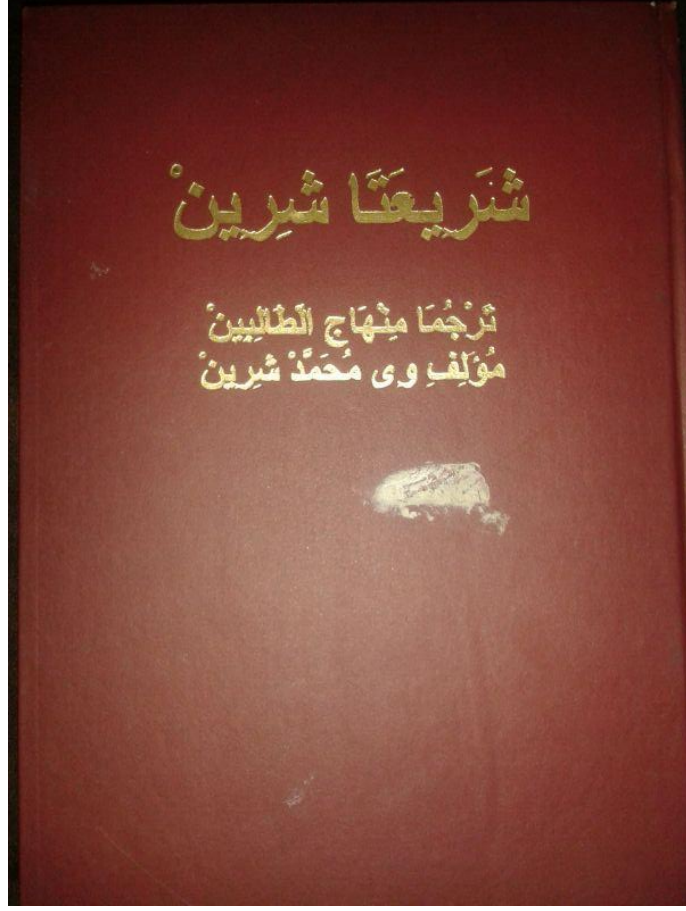 شَرِيعَتَا شِرِينْ
تَرْجُمَا مِنْهَاجِ الطَّالِبِينْ
مُؤَلِفِ وِى مُحَمَّدْ شِرِينْ